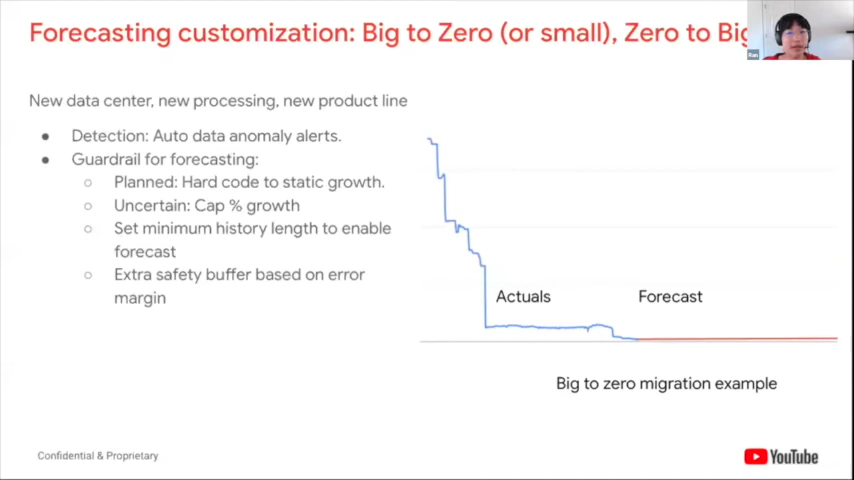 Forecasting customization: Big to Zero (or small), Zero to Big
New data center, new processing, new product line
● Detection: Auto data anomaly alerts.
● Guardrail for forecasting:
○ Planned: Hard code to static growth.
○ Uncertain: Cap % growth
○ Set minimum history length to enable
forecast
○ Extra safety buffer based on error
margin
Actuals
Forecast
Big to zero migration example
Confidential & Proprietary
YouTube